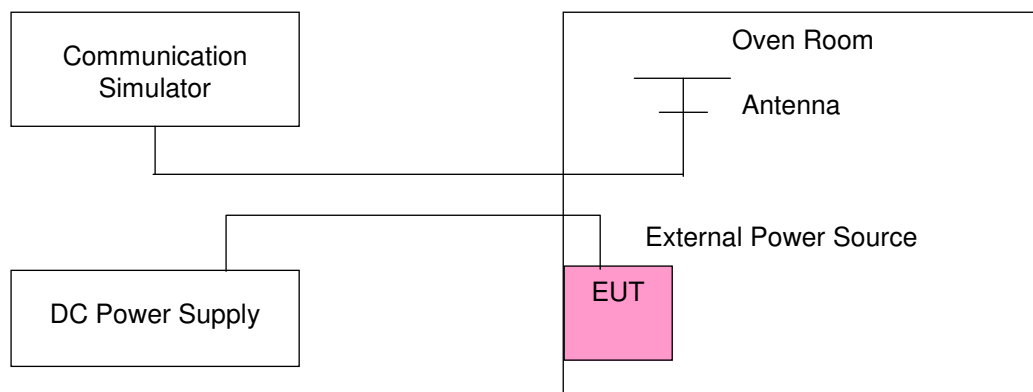 Communication
Simulator
Oven Room
Antenna
External Power Source
DC Power Supply
EUT